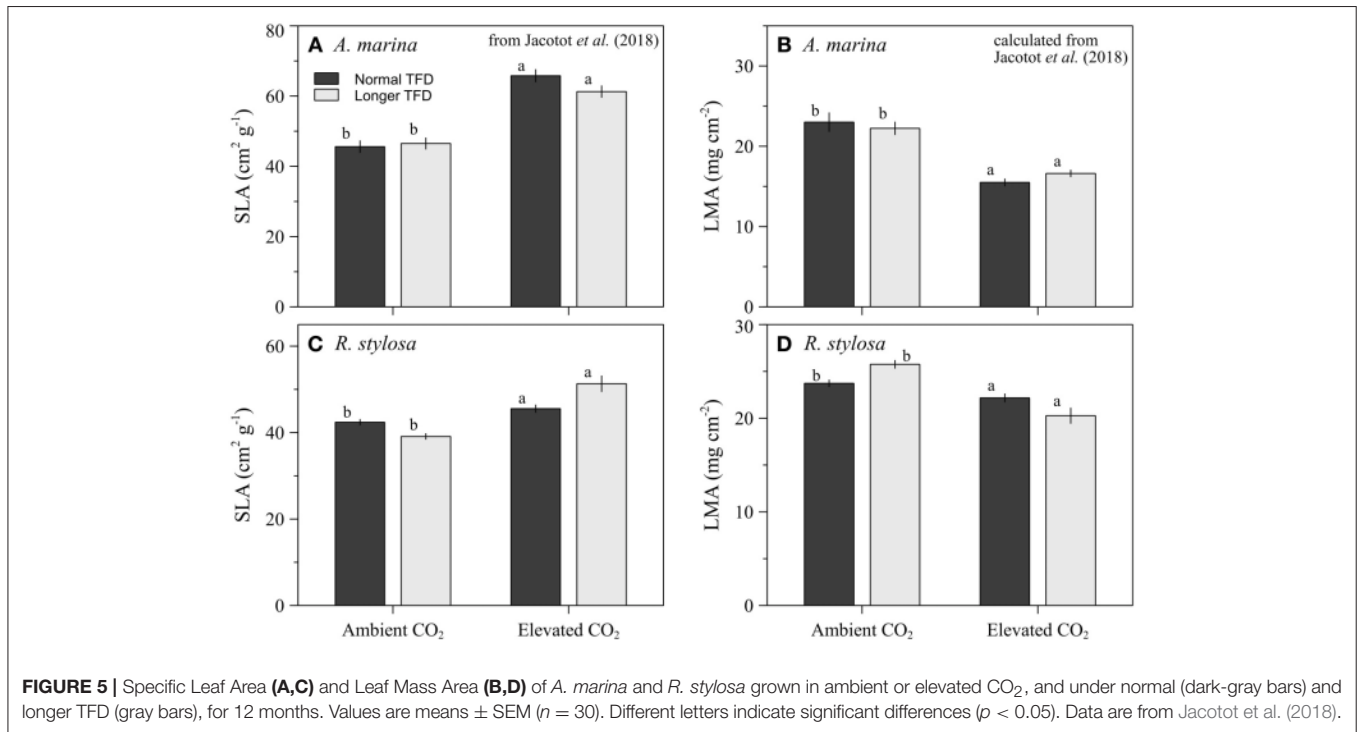 A A. marina
from Jacotot et al. (2018)
Normal TFD
Longer TFD
80
60
40
20
0
SLA (cm² g⁻¹)
b
b
a
a
B A. marina
calculated from
Jacotot et al. (2018)
30
20
10
0
LMA (mg cm⁻²)
b
b
a
a
C R. stylosa
60
40
20
0
SLA (cm² g⁻¹)
b
b
a
a
Ambient CO₂
Elevated CO₂
D R. stylosa
30
20
10
0
LMA (mg cm⁻²)
b
b
a
a
Ambient CO₂
Elevated CO₂
FIGURE 5 | Specific Leaf Area (A,C) and Leaf Mass Area (B,D) of A. marina and R. stylosa grown in ambient or elevated CO₂, and under normal (dark-gray bars) and
longer TFD (gray bars), for 12 months. Values are means ± SEM (n = 30). Different letters indicate significant differences (p < 0.05). Data are from Jacotot et al. (2018).